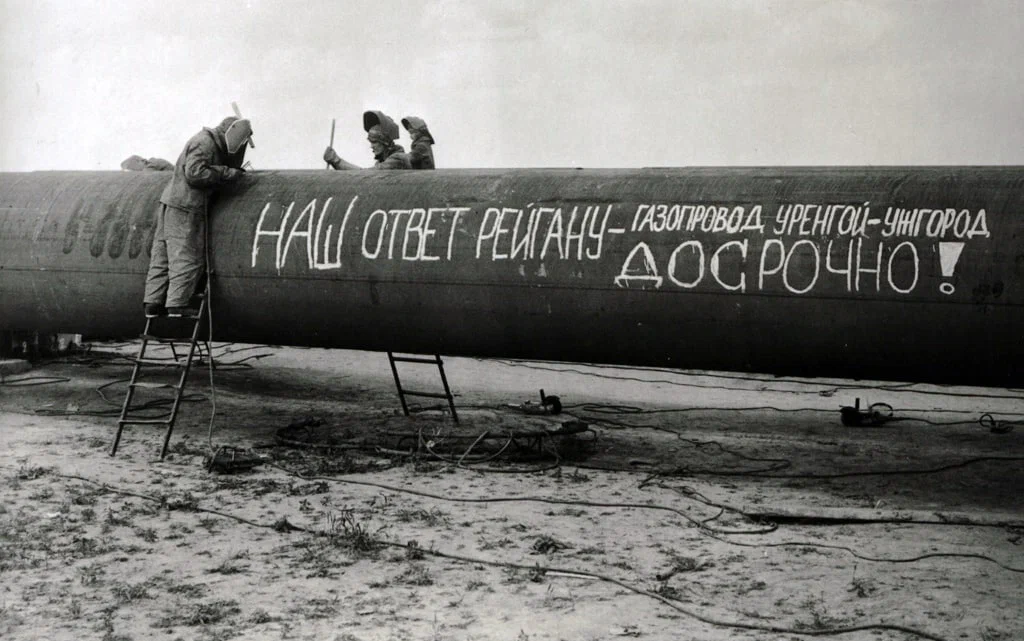 НАШ ОТВЕТ РЕЙГАНУ – ГАЗОПРОВОД УРЕНГОЙ-УЖГОРОД
ДОСРОЧНО!